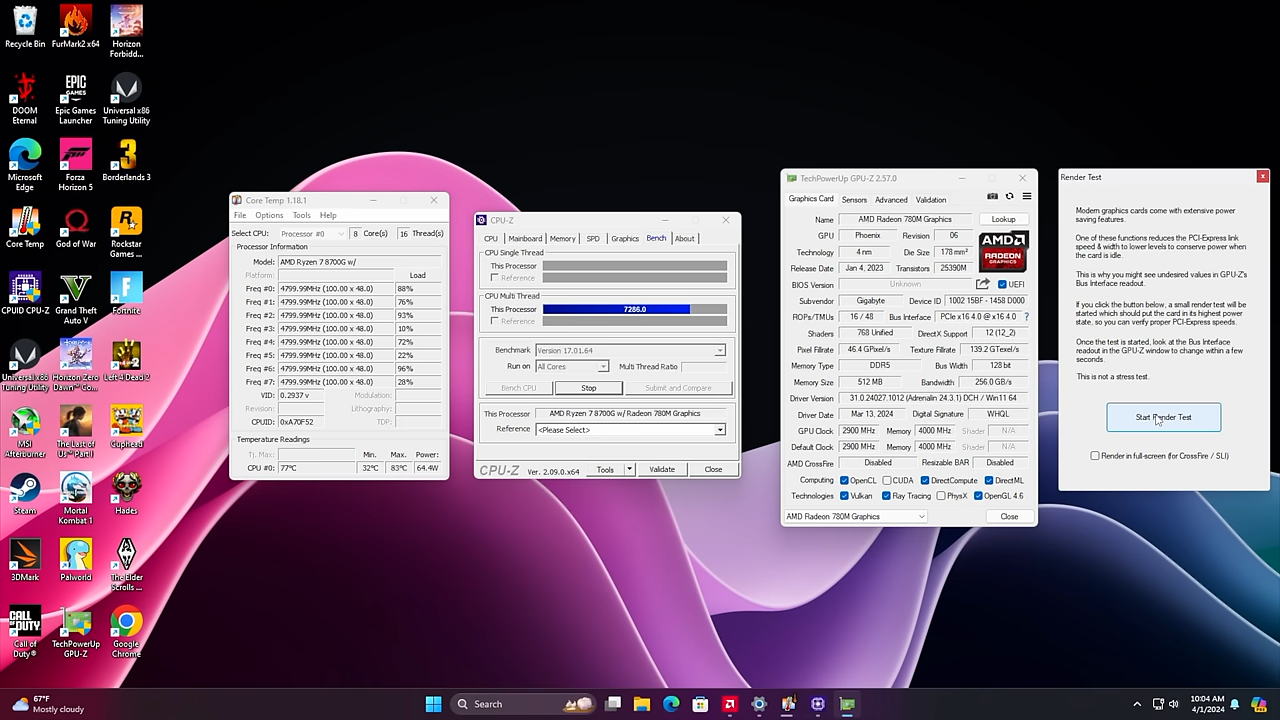 Recycle Bin
FurMark2 x64
Horizon Forbidd...
DOOM Eternal
Epic Games Launcher
Universal x86 Tuning Utility
Microsoft Edge
Forza Horizon 5
Borderlands 3
Core Temp
God of War
Rockstar Games ...
CPUID CPU-Z
Grand Theft Auto V
Fortnite
Universal x86 Tuning Utility
Horizon Zero Dawn™ Com...
Left 4 Dead 2
MSI Afterburner
The Last of Us™ Part I
Cuphead
Steam
Mortal Kombat 1
Hades
3DMark
Palworld
The Elder Scrolls ...
Call of Duty®
TechPowerUp GPU-Z
Google Chrome
Core Temp 1.18.1
File Options Tools Help
Select CPU: Processor #0 8 Core(s) 16 Thread(s)
Processor Information
Model: AMD Ryzen 7 8700G w/
Platform: Load
Freq #0: 4799.99MHz (100.00 x 48.0) 88%
Freq #1: 4799.99MHz (100.00 x 48.0) 76%
Freq #2: 4799.99MHz (100.00 x 48.0) 93%
Freq #3: 4799.99MHz (100.00 x 48.0) 10%
Freq #4: 4799.99MHz (100.00 x 48.0) 72%
Freq #5: 4799.99MHz (100.00 x 48.0) 22%
Freq #6: 4799.99MHz (100.00 x 48.0) 96%
Freq #7: 4799.99MHz (100.00 x 48.0) 28%
VID: 0.2937 v Modulation:
Revision: Lithography:
CPUID: 0xA70F52 TDP:
Temperature Readings
Tj. Max: Min. Max. Power:
CPU #0: 77°C 32°C 83°C 64.4W
CPU-Z
CPU Mainboard Memory SPD Graphics Bench About
CPU Single Thread
This Processor
Reference
CPU Multi Thread
This Processor 7286.0
Reference
Benchmark Version 17.01.64
Run on All Cores Multi Thread Ratio
Bench CPU Stop Submit and Compare
This Processor AMD Ryzen 7 8700G w/ Radeon 780M Graphics
Reference <Please Select>
CPU-Z Ver. 2.09.0.x64 Tools Validate Close
TechPowerUp GPU-Z 2.57.0
Graphics Card Sensors Advanced Validation
Name AMD Radeon 780M Graphics Lookup
GPU Phoenix Revision 06
AMD RADEON GRAPHICS
Technology 4 nm Die Size 178 mm²
Release Date Jan 4, 2023 Transistors 25390M
BIOS Version Unknown UEFI
Subvendor Gigabyte Device ID 1002 15BF - 1458 D000
ROPs/TMUs 16 / 48 Bus Interface PCIe x16 4.0 @ x16 4.0 ?
Shaders 768 Unified DirectX Support 12 (12_2)
Pixel Fillrate 46.4 GPixel/s Texture Fillrate 139.2 GTexel/s
Memory Type DDR5 Bus Width 128 bit
Memory Size 512 MB Bandwidth 256.0 GB/s
Driver Version 31.0.24027.1012 (Adrenalin 24.3.1) DCH / Win11 64
Driver Date Mar 13, 2024 Digital Signature WHQL
GPU Clock 2900 MHz Memory 4000 MHz Shader N/A
Default Clock 2900 MHz Memory 4000 MHz Shader N/A
AMD CrossFire Disabled Resizable BAR Disabled
Computing OpenCL CUDA DirectCompute DirectML
Technologies Vulkan Ray Tracing PhysX OpenGL 4.6
AMD Radeon 780M Graphics Close
Render Test
Modern graphics cards come with extensive power
saving features.
One of these functions reduces the PCI-Express link
speed & width to lower levels to conserve power when
the card is idle.
This is why you might see undesired values in GPU-Z's
Bus Interface readout.
If you click the button below, a small render test will be
started which should put the card in its highest power
state, so you can verify proper PCI-Express speeds.
Once the test is started, look at the Bus Interface
readout in the GPU-Z window to change within a few
seconds.
This is not a stress test.
Start Render Test
Render in full-screen (for CrossFire / SLI)
67°F
Mostly cloudy
Search
10:04 AM
4/1/2024